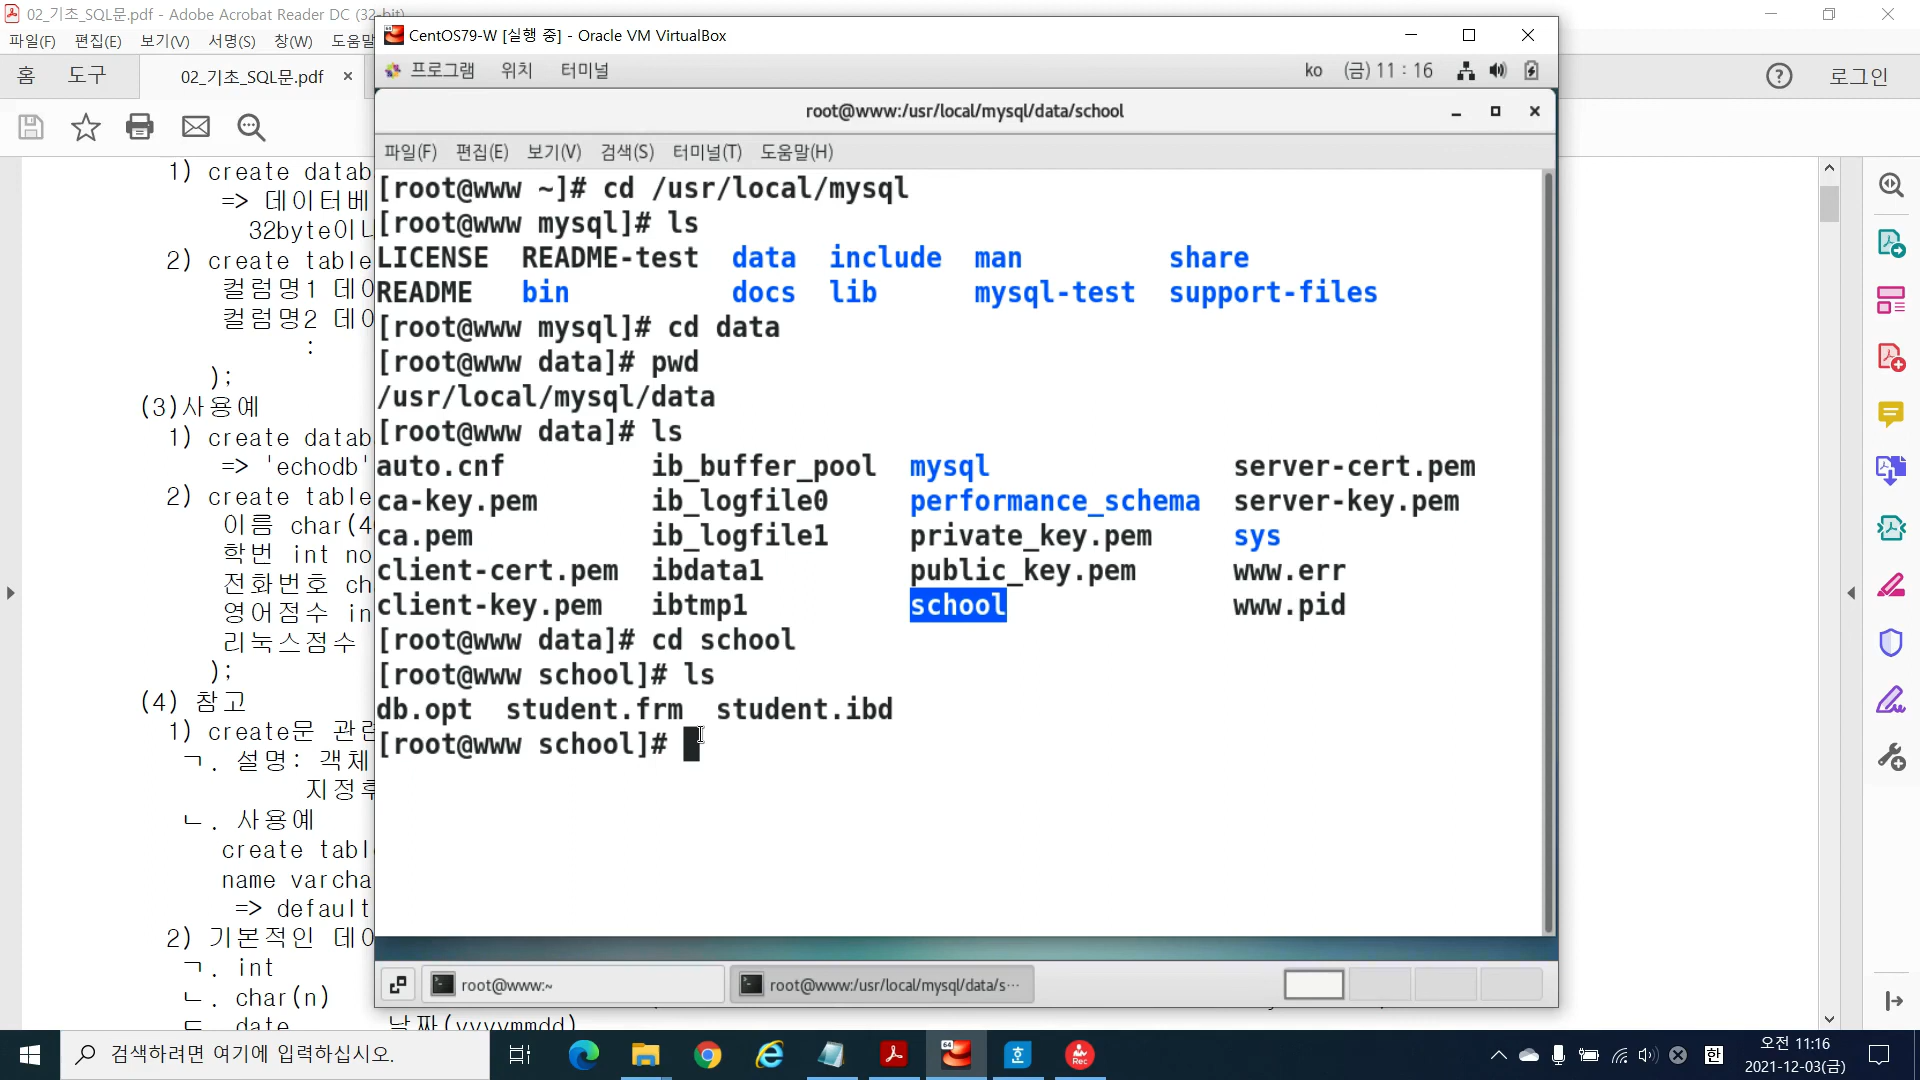 02_기초_SQL문.pdf - Adobe Acrobat Reader DC (32-bit)
파일(F) 편집(E) 보기(V) 서명(S) 창(W) 도움말
홈 도구 02_기초_SQL문.pdf × 로그인
1) create datab
=> 데이터베
32byte이나
2) create table
컬럼명1 데이
컬럼명2 데이
:
);
(3)사용예
1) create datab
=> 'echodb'
2) create table
이름 char(4
학번 int no
전화번호 ch
영어점수 in
리눅스점수
);
(4) 참고
1) create문 관련
ㄱ. 설명: 객체
지정후
ㄴ. 사용예
create tabl
name varcha
=> default
2) 기본적인 데이
ㄱ. int
ㄴ. char(n)
ㄷ. date 날짜(yyyymmdd)
CentOS79-W [실행 중] - Oracle VM VirtualBox
프로그램 위치 터미널 ko (금) 11 : 16
root@www:/usr/local/mysql/data/school
파일(F) 편집(E) 보기(V) 검색(S) 터미널(T) 도움말(H)
[root@www ~]# cd /usr/local/mysql
[root@www mysql]# ls
LICENSE README-test data include man share
README bin docs lib mysql-test support-files
[root@www mysql]# cd data
[root@www data]# pwd
/usr/local/mysql/data
[root@www data]# ls
auto.cnf ib_buffer_pool mysql server-cert.pem
ca-key.pem ib_logfile0 performance_schema server-key.pem
ca.pem ib_logfile1 private_key.pem sys
client-cert.pem ibdata1 public_key.pem www.err
client-key.pem ibtmp1 school www.pid
[root@www data]# cd school
[root@www school]# ls
db.opt student.frm student.ibd
[root@www school]#
root@www:~ root@www:/usr/local/mysql/data/s···
검색하려면 여기에 입력하십시오.
64
호
Rec
한
오전 11:16
2021-12-03(금)